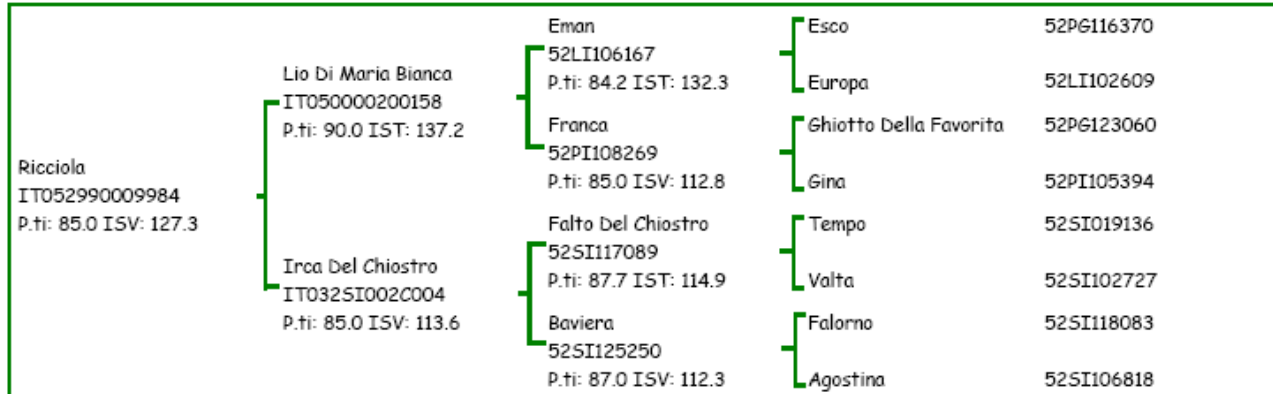 Ricciola
IT052990009984
P.ti: 85.0 ISV: 127.3
Lio Di Maria Bianca
IT050000200158
P.ti: 90.0 IST: 137.2
Irca Del Chiostro
IT032SI002C004
P.ti: 85.0 ISV: 113.6
Eman
52LI106167
P.ti: 84.2 IST: 132.3
Franca
52PI108269
P.ti: 85.0 ISV: 112.8
Falto Del Chiostro
52SI117089
P.ti: 87.7 IST: 114.9
Baviera
52SI125250
P.ti: 87.0 ISV: 112.3
Esco 52PG116370
Europa 52LI102609
Ghiotto Della Favorita 52PG123060
Gina 52PI105394
Tempo 52SI019136
Valta 52SI102727
Falorno 52SI118083
Agostina 52SI106818